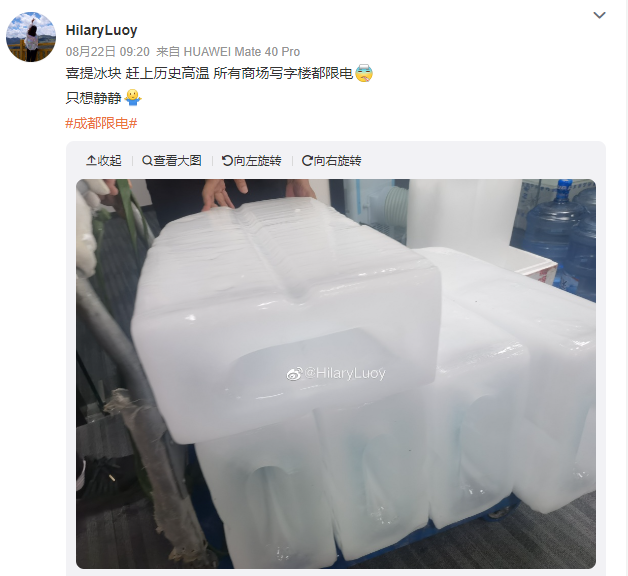 HilaryLuoy
08月22日 09:20 来自 HUAWEI Mate 40 Pro
喜提冰块 赶上历史高温 所有商场写字楼都限电
只想静静
#成都限电#
收起 查看大图 向左旋转 向右旋转
@HilaryLuoy